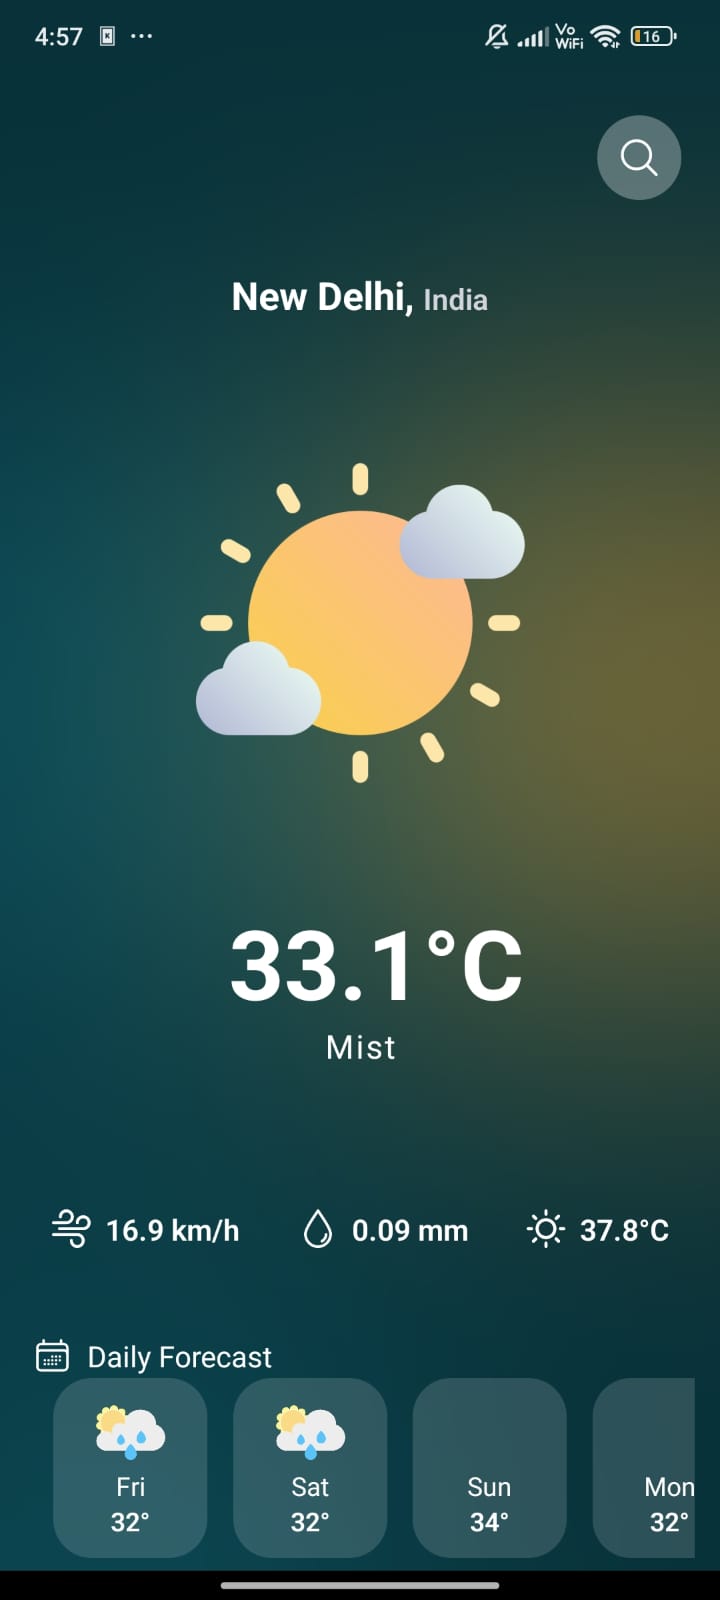 4:57 Vo WiFi 16
New Delhi, India
33.1°C
Mist
16.9 km/h 0.09 mm 37.8°C
Daily Forecast
Fri Sat Sun Mon
32° 32° 34° 32°